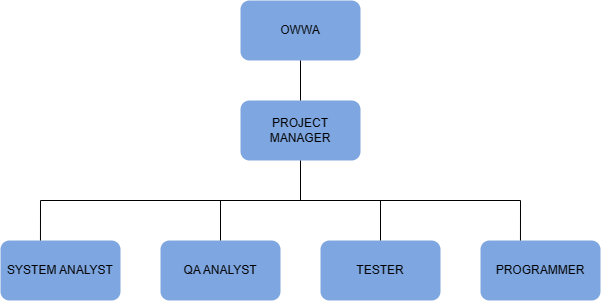 OWWA
PROJECT
MANAGER
SYSTEM ANALYST
QA ANALYST
TESTER
PROGRAMMER